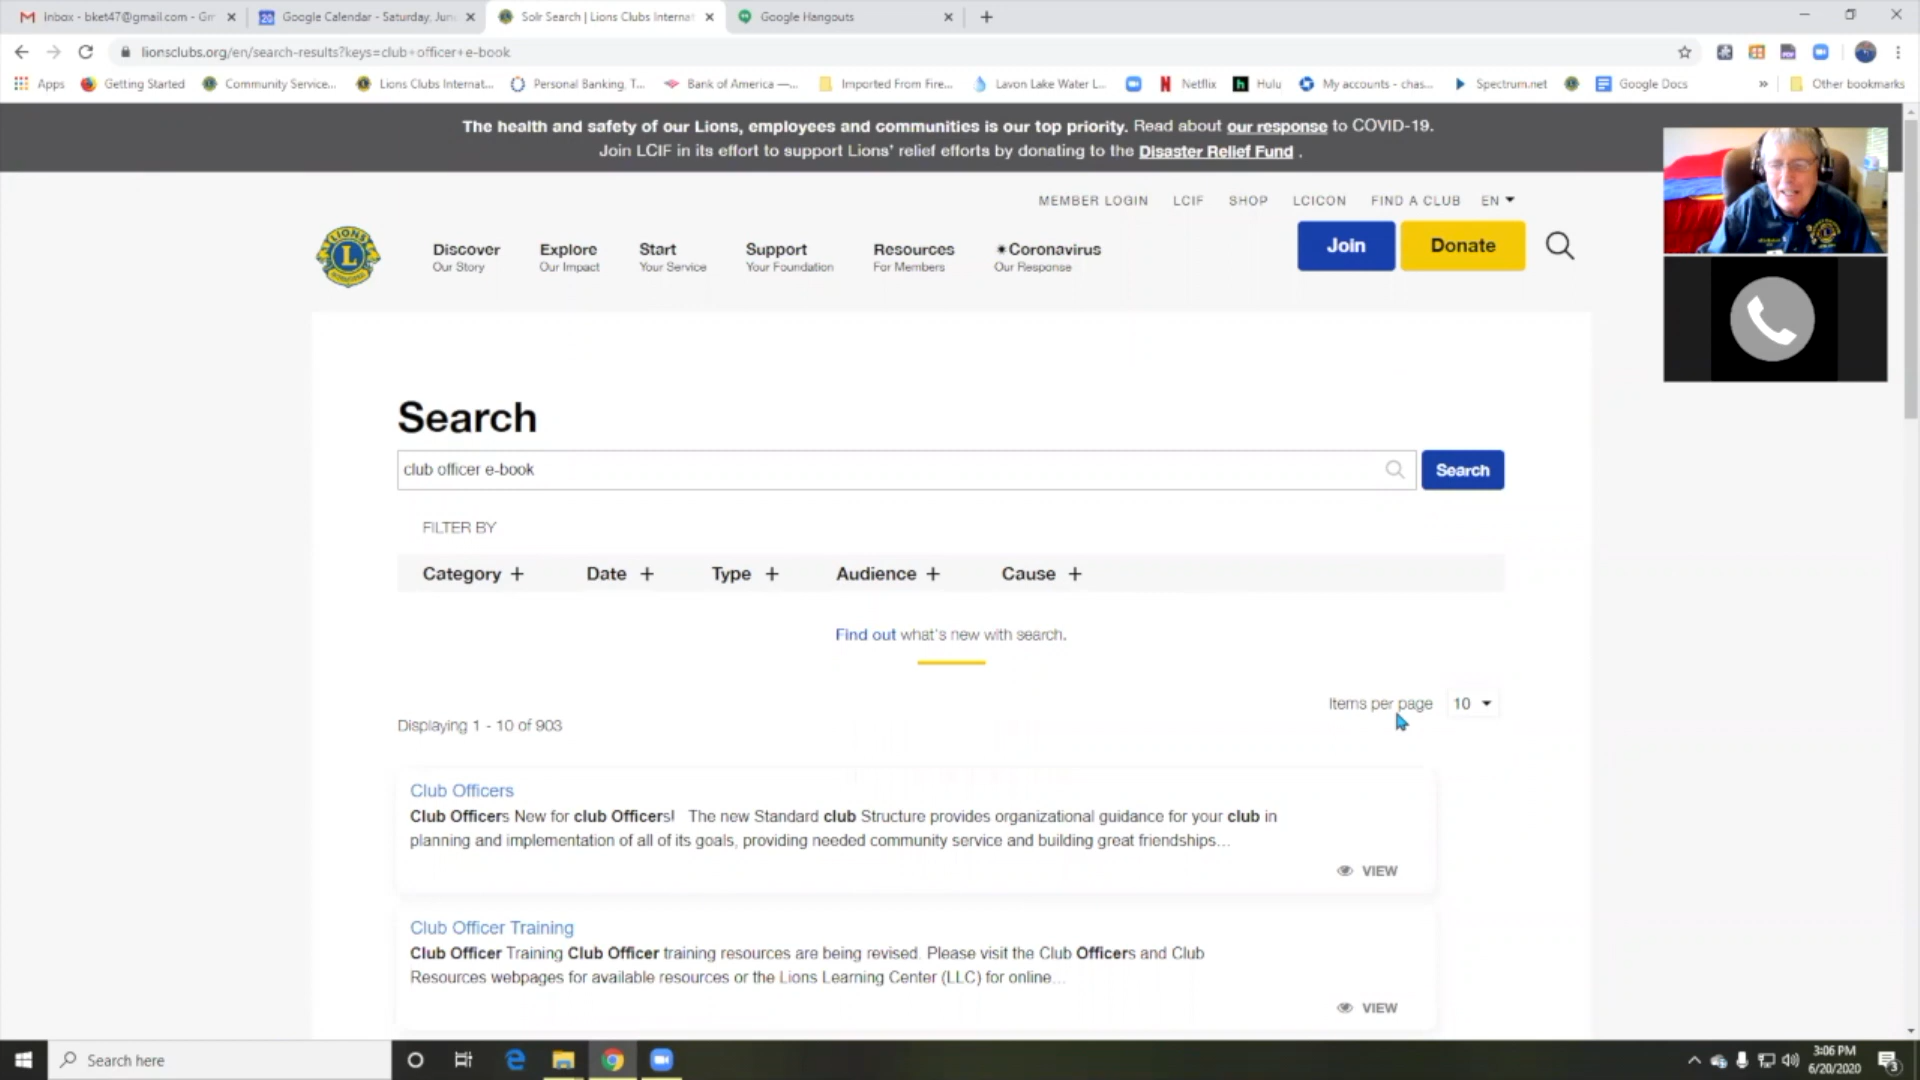 Inbox - bket47@gmail.com - Gm
Google Calendar - Saturday, Jun
Solr Search | Lions Clubs Internat
Google Hangouts
lionsclubs.org/en/search-results?keys=club+officer+e-book
Apps
Getting Started
Community Service...
Lions Clubs Internat...
Personal Banking, T...
Bank of America —...
Imported From Fire...
Lavon Lake Water L...
Netflix
Hulu
My accounts - chas...
Spectrum.net
Google Docs
»
Other bookmarks
The health and safety of our Lions, employees and communities is our top priority. Read about our response to COVID-19.
Join LCIF in its effort to support Lions' relief efforts by donating to the Disaster Relief Fund .
MEMBER LOGIN LCIF SHOP LCICON FIND A CLUB EN
LIONS
L
Discover
Our Story
Explore
Our Impact
Start
Your Service
Support
Your Foundation
Resources
For Members
Coronavirus
Our Response
Join
Donate
Search
club officer e-book
Search
FILTER BY
Category + Date + Type + Audience + Cause +
Find out what's new with search.
Items per page 10
Displaying 1 - 10 of 903
Club Officers
Club Officers New for club Officers! The new Standard club Structure provides organizational guidance for your club in
planning and implementation of all of its goals, providing needed community service and building great friendships...
VIEW
Club Officer Training
Club Officer Training Club Officer training resources are being revised. Please visit the Club Officers and Club
Resources webpages for available resources or the Lions Learning Center (LLC) for online...
VIEW
Search here
3:06 PM
6/20/2020
3